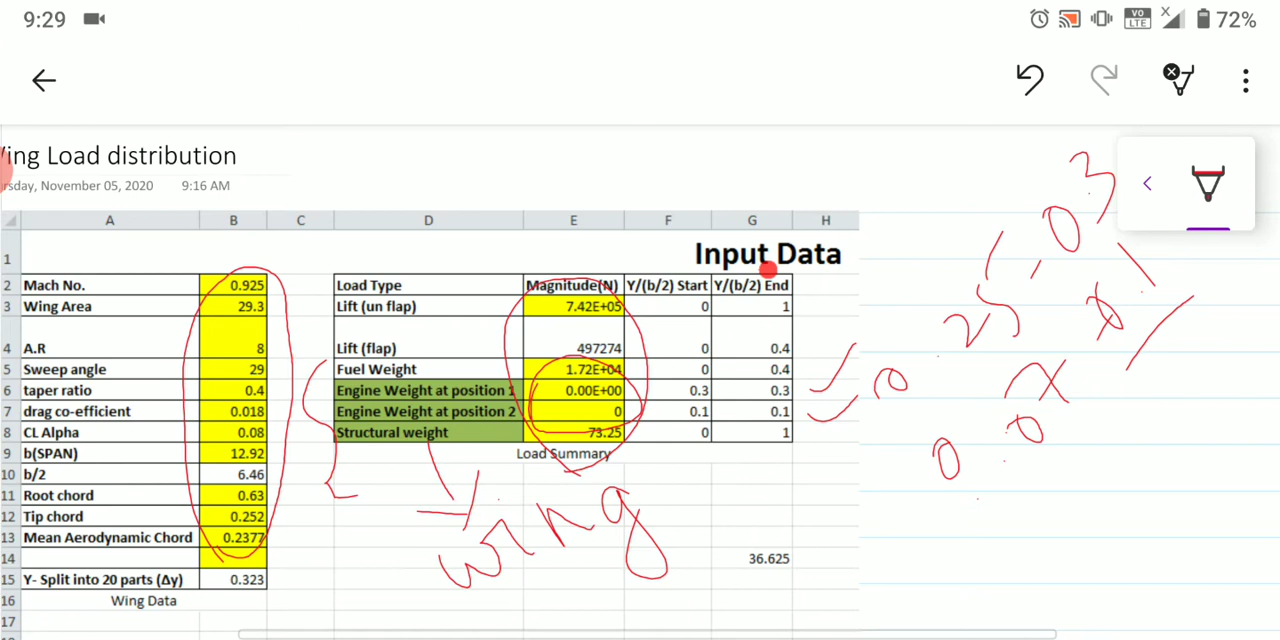 9:29 VO LTE X 72%
ing Load distribution
rsday, November 05, 2020 9:16 AM
A B C D E F G H
1 Input Data
2 Mach No. 0.925 Load Type Magnitude(N) Y/(b/2) Start Y/(b/2) End
3 Wing Area 29.3 Lift (un flap) 7.42E+05 0 1
4 A.R 8 Lift (flap) 497274 0 0.4
5 Sweep angle 29 Fuel Weight 1.72E+04 0 0.4
6 taper ratio 0.4 Engine Weight at position 1 0.00E+00 0.3 0.3
7 drag co-efficient 0.018 Engine Weight at position 2 0 0.1 0.1
8 CL Alpha 0.08 Structural weight 73.25 0 1
9 b(SPAN) 12.92 Load Summary
10 b/2 6.46
11 Root chord 0.63
12 Tip chord 0.252
13 Mean Aerodynamic Chord 0.2377
14 36.625
15 Y- Split into 20 parts (Δy) 0.323
16 Wing Data
17
wing